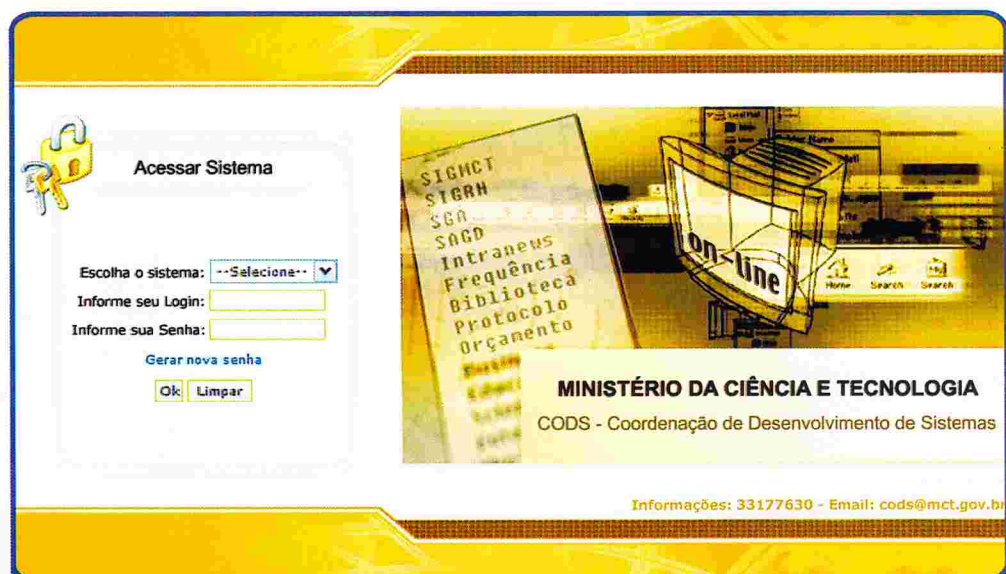 Acessar Sistema
Escolha o sistema: --Selecione--
Informe seu Login:
Informe sua Senha:
Gerar nova senha
Ok Limpar
SIGMCT
SIGRH
SGA
SAGD
Intranews
Frequência
Biblioteca
Protocolo
Orçamento
on-line
Home Search Search
MINISTÉRIO DA CIÊNCIA E TECNOLOGIA
CODS - Coordenação de Desenvolvimento de Sistemas
Informações: 33177630 - Email: cods@mct.gov.br